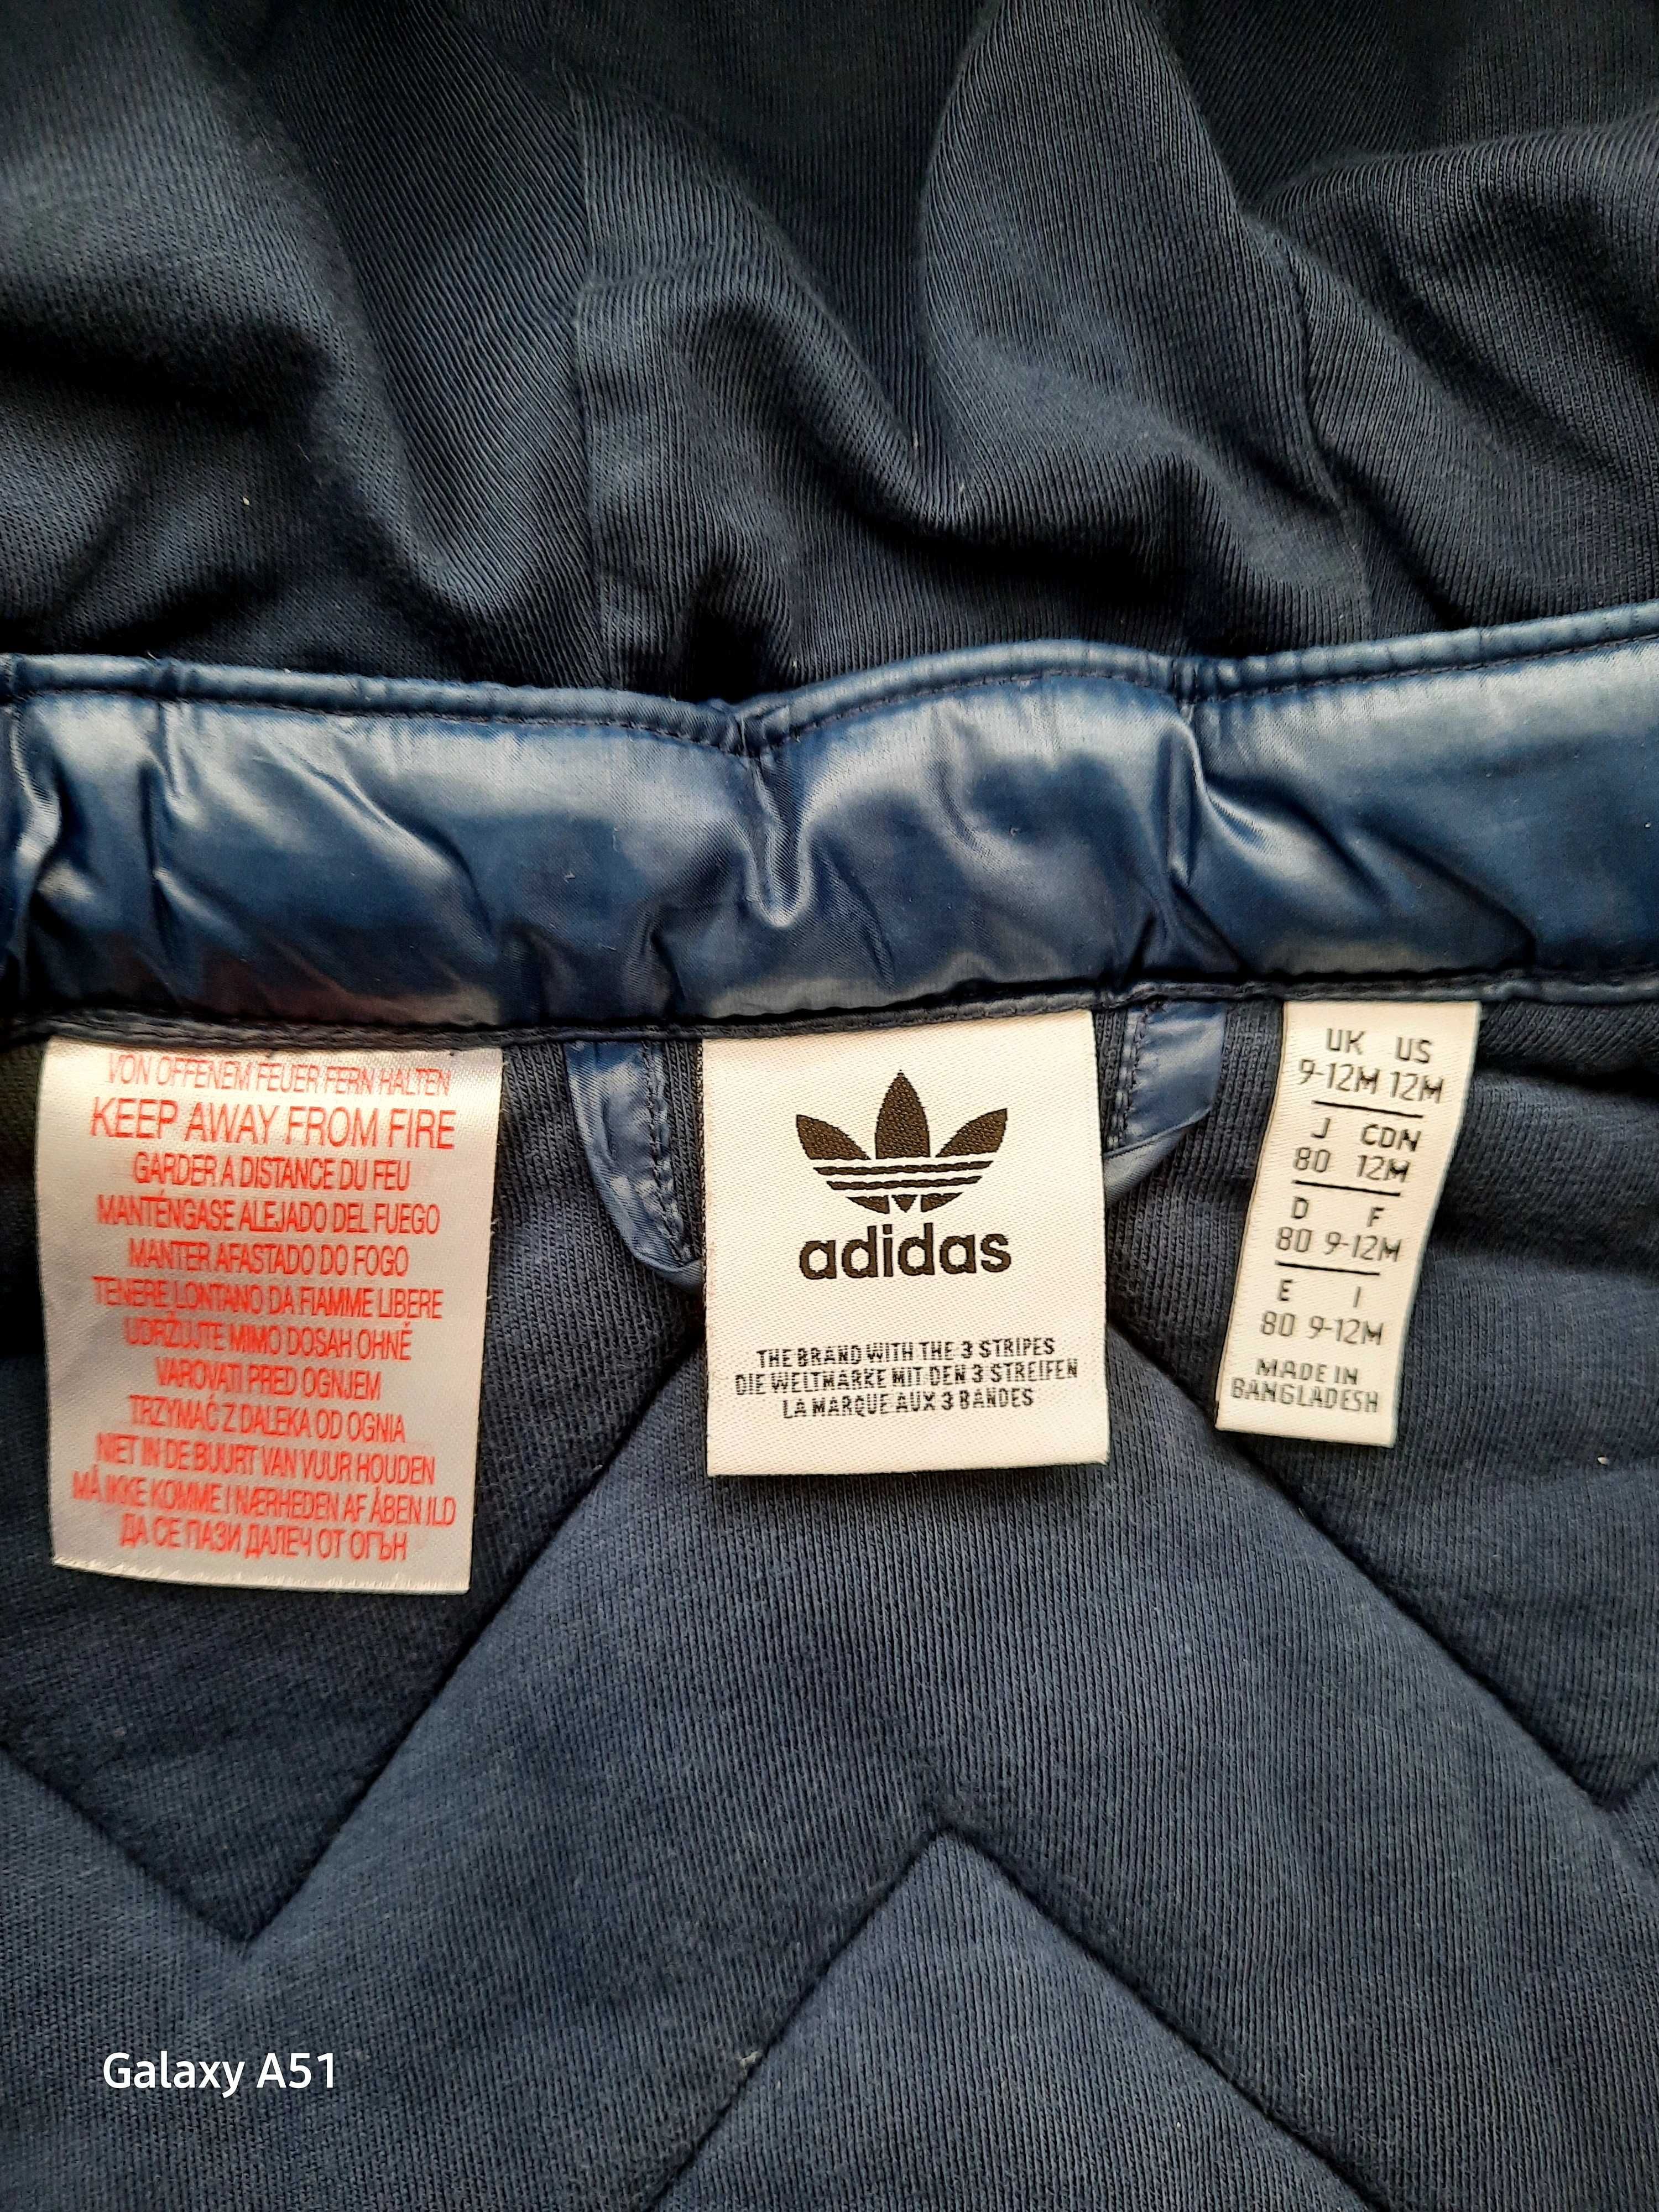 VON OFFENEM FEUER FERN HALTEN
KEEP AWAY FROM FIRE
GARDER A DISTANCE DU FEU
MANTÉNGASE ALEJADO DEL FUEGO
MANTER AFASTADO DO FOGO
TENERE LONTANO DA FIAMME LIBERE
UDRŽUJTE MIMO DOSAH OHNĚ
VAROVATI PRED OGNJEM
TRZYMAĆ Z DALEKA OD OGNIA
NIET IN DE BUURT VAN VUUR HOUDEN
MÅ IKKE KOMME I NÆRHEDEN AF ÅBEN ILD
ДА СЕ ПАЗИ ДАЛЕЧ ОТ ОГЪН
adidas
THE BRAND WITH THE 3 STRIPES
DIE WELTMARKE MIT DEN 3 STREIFEN
LA MARQUE AUX 3 BANDES
UK US
9-12M 12M
J CDN
80 12M
D F
80 9-12M
E I
80 9-12M
MADE IN
BANGLADESH
Galaxy A51